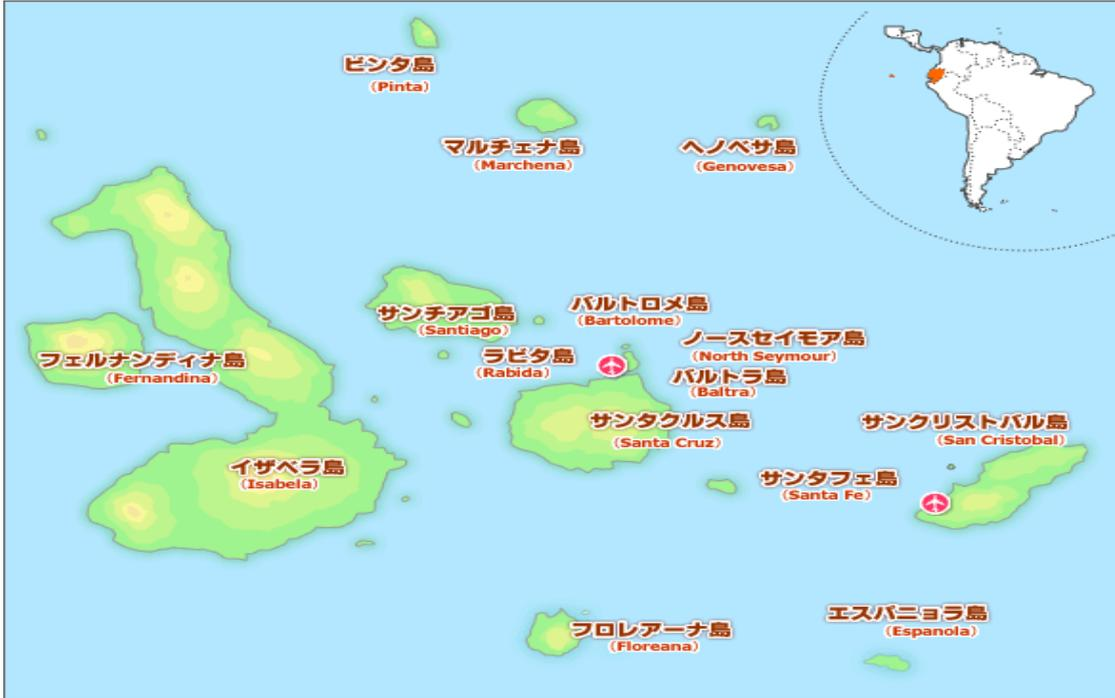 ピンタ島
(Pinta)
マルチェナ島
(Marchena)
ヘノベサ島
(Genovesa)
サンチアゴ島
(Santiago)
バルトロメ島
(Bartolome)
ノースセイモア島
(North Seymour)
ラビタ島
(Rabida)
フェルナンディナ島
(Fernandina)
バルトラ島
(Baltra)
サンタクルス島
(Santa Cruz)
サンクリストバル島
(San Cristobal)
イザベラ島
(Isabela)
サンタフェ島
(Santa Fe)
フロレアーナ島
(Floreana)
エスパニョラ島
(Espanola)